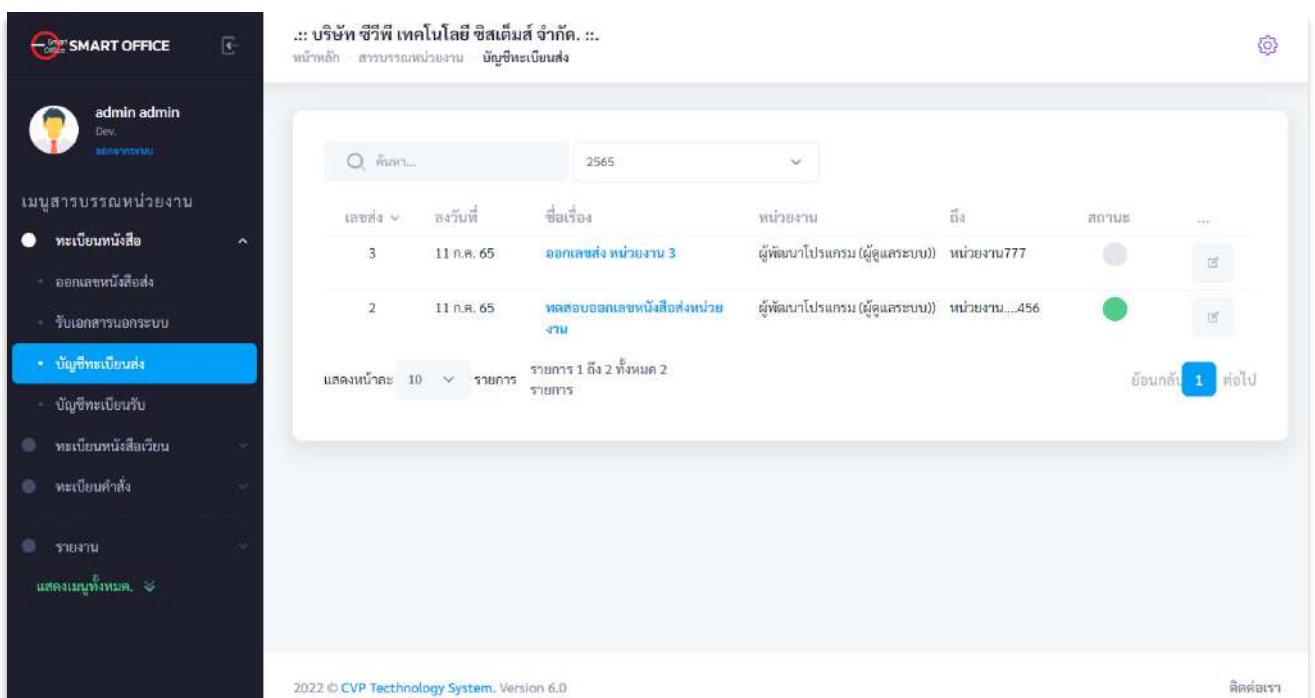 Smart Office SMART OFFICE
.:: บริษัท ซีวีพี เทคโนโลยี ซิสเต็มส์ จำกัด. ::.
หน้าหลัก สารบรรณหน่วยงาน บัญชีทะเบียนส่ง
admin admin
Dev.
ออกจากระบบ
เมนูสารบรรณหน่วยงาน
ทะเบียนหนังสือ
ออกเลขหนังสือส่ง
รับเอกสารนอกระบบ
บัญชีทะเบียนส่ง
บัญชีทะเบียนรับ
ทะเบียนหนังสือเวียน
ทะเบียนคำสั่ง
รายงาน
แสดงเมนูทั้งหมด.
ค้นหา... 2565
เลขส่ง ลงวันที่ ชื่อเรื่อง หน่วยงาน ถึง สถานะ ...
3 11 ก.ค. 65 ออกเลขส่ง หน่วยงาน 3 ผู้พัฒนาโปรแกรม (ผู้ดูแลระบบ)) หน่วยงาน777
2 11 ก.ค. 65 ทดสอบออกเลขหนังสือส่งหน่วย ผู้พัฒนาโปรแกรม (ผู้ดูแลระบบ)) หน่วยงาน....456
งาน
แสดงหน้าละ 10 รายการ รายการ 1 ถึง 2 ทั้งหมด 2
รายการ
ย้อนกลับ 1 ต่อไป
2022 © CVP Tecthnology System. Version 6.0 ติดต่อเรา